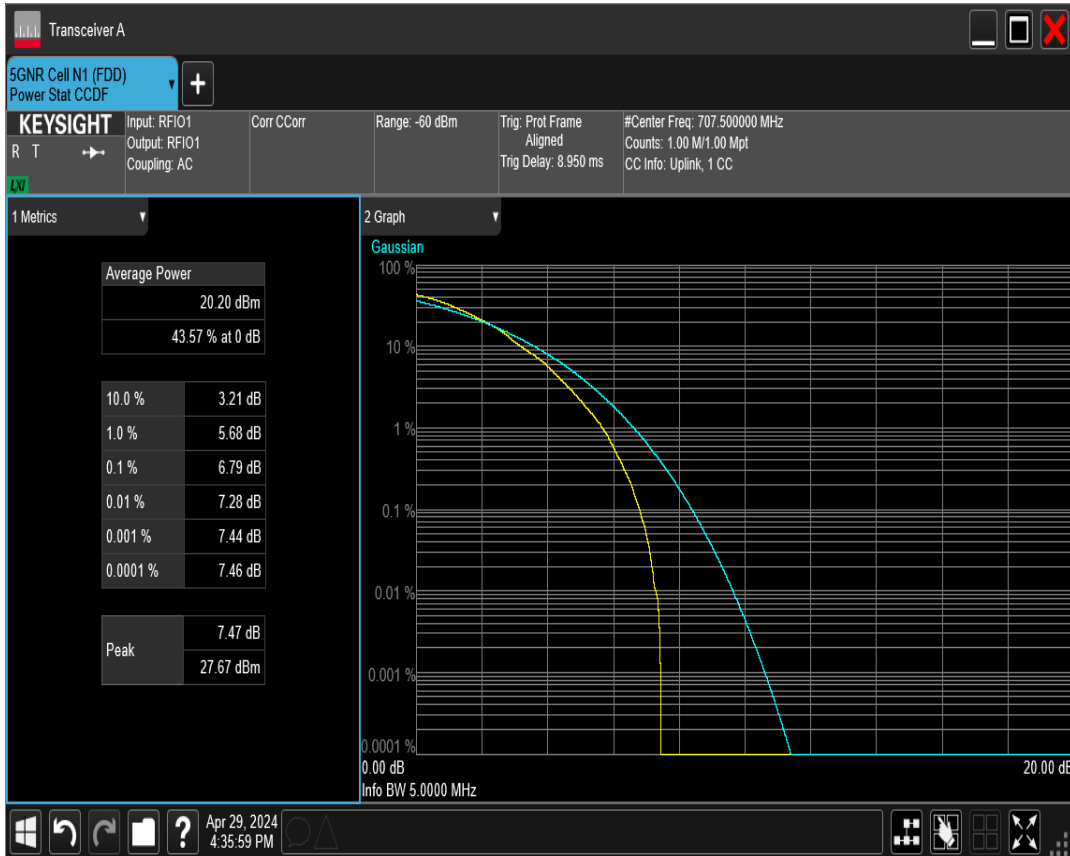 Transceiver A
5GNR Cell N1 (FDD)
Power Stat CCDF
+
KEYSIGHT
R T
LXI
Input: RFIO1
Output: RFIO1
Coupling: AC
Corr CCorr
Range: -60 dBm
Trig: Prot Frame
Aligned
Trig Delay: 8.950 ms
#Center Freq: 707.500000 MHz
Counts: 1.00 M/1.00 Mpt
CC Info: Uplink, 1 CC
1 Metrics
Average Power
20.20 dBm
43.57 % at 0 dB
10.0 % 3.21 dB
1.0 % 5.68 dB
0.1 % 6.79 dB
0.01 % 7.28 dB
0.001 % 7.44 dB
0.0001 % 7.46 dB
Peak
7.47 dB
27.67 dBm
2 Graph
Gaussian
100 %
10 %
1 %
0.1 %
0.01 %
0.001 %
0.0001 %
0.00 dB 20.00 dB
Info BW 5.0000 MHz
?
Apr 29, 2024
4:35:59 PM